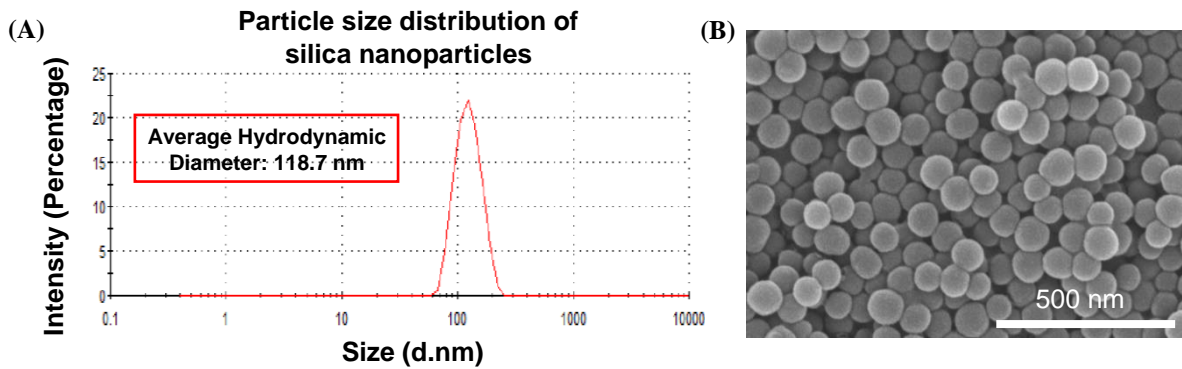 (A)
Particle size distribution of
silica nanoparticles
Intensity (Percentage)
25
20
15
10
5
0
Average Hydrodynamic
Diameter: 118.7 nm
0.1 1 10 100 1000 10000
Size (d.nm)
(B)
500 nm